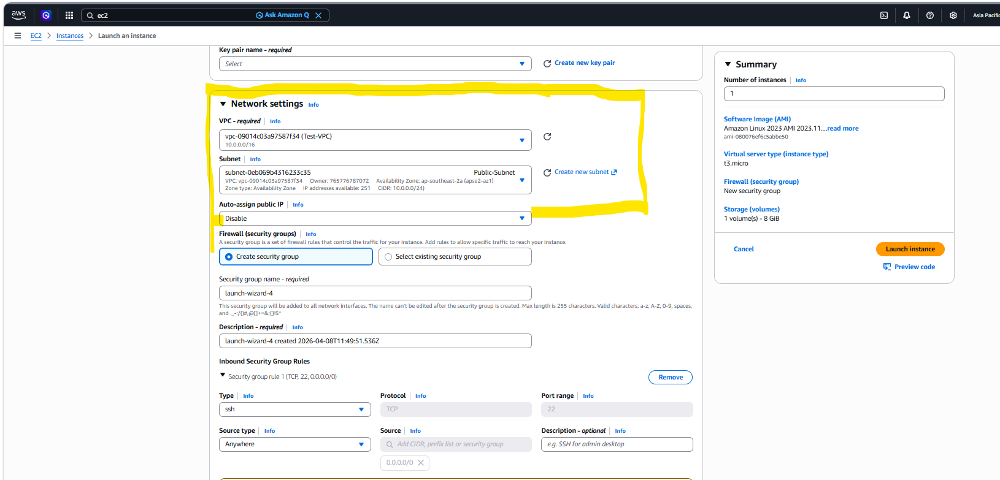 aws
ec2
Ask Amazon Q
Asia Pacific
EC2 > Instances > Launch an instance
Key pair name - required
Select
Create new key pair
Network settings Info
VPC - required | Info
vpc-09014c03a97587f34 (Test-VPC)
10.0.0.0/16
Subnet | Info
subnet-0eb069b4316233c35 Public-Subnet
VPC: vpc-09014c03a97587f34 Owner: 765776787072 Availability Zone: ap-southeast-2a (apse2-az1)
Zone type: Availability Zone IP addresses available: 251 CIDR: 10.0.0.0/24)
Create new subnet
Auto-assign public IP | Info
Disable
Firewall (security groups) | Info
A security group is a set of firewall rules that control the traffic for your instance. Add rules to allow specific traffic to reach your instance.
Create security group
Select existing security group
Security group name - required
launch-wizard-4
This security group will be added to all network interfaces. The name can't be edited after the security group is created. Max length is 255 characters. Valid characters: a-z, A-Z, 0-9, spaces,
and ._-:/()#,@[]+=&;{}!$*
Description - required | Info
launch-wizard-4 created 2026-04-08T11:49:51.536Z
Inbound Security Group Rules
Security group rule 1 (TCP, 22, 0.0.0.0/0)
Remove
Type | Info
Protocol | Info
Port range | Info
ssh
TCP
22
Source type | Info
Source | Info
Description - optional | Info
Anywhere
Add CIDR, prefix list or security group
e.g. SSH for admin desktop
0.0.0.0/0
Summary
Number of instances | Info
1
Software Image (AMI)
Amazon Linux 2023 AMI 2023.11....read more
ami-080076ef6c5abbe50
Virtual server type (instance type)
t3.micro
Firewall (security group)
New security group
Storage (volumes)
1 volume(s) - 8 GiB
Cancel
Launch instance
Preview code